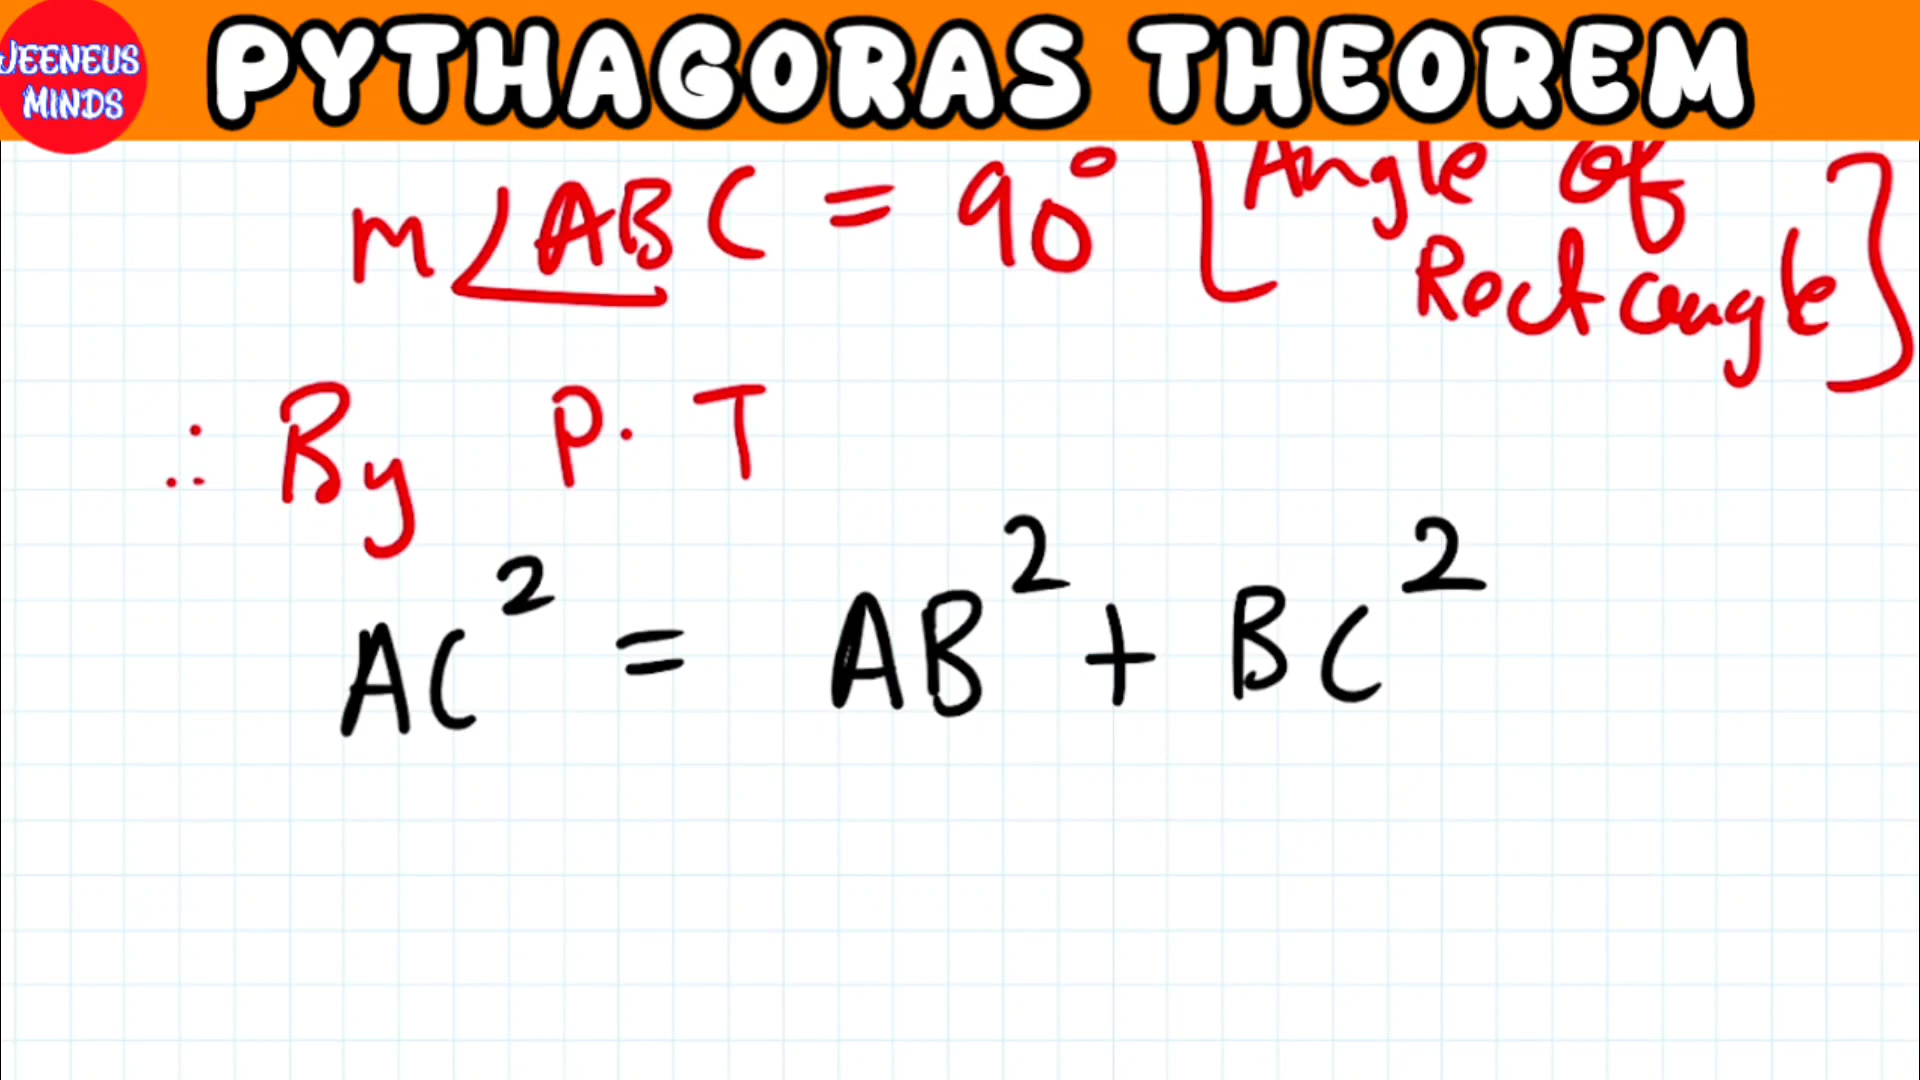 JEENEUS
MINDS
PYTHAGORAS THEOREM
m∠ABC = 90° [Angle of
Rectangle]
∴ By P. T
AC² = AB² + BC²